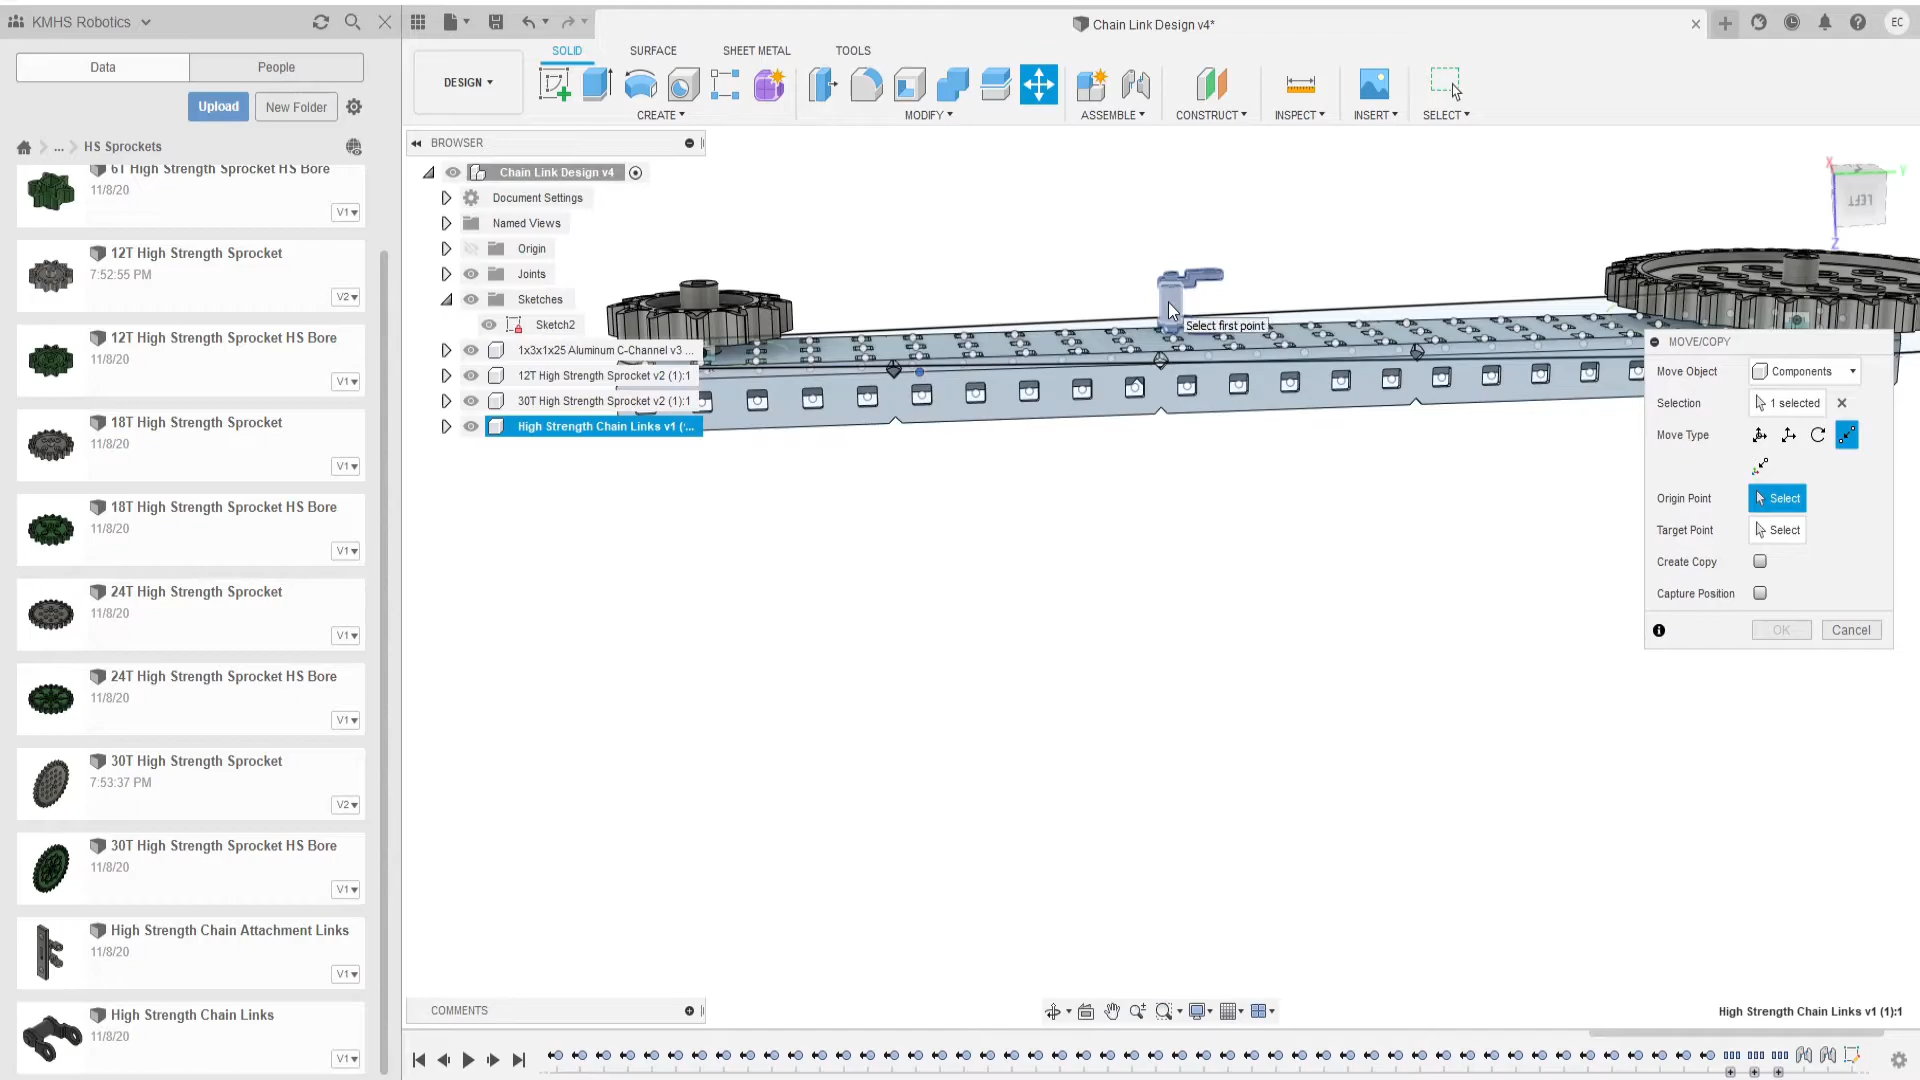 KMHS Robotics
Chain Link Design v4*
EC
Data
People
Upload
New Folder
... HS Sprockets
6T High Strength Sprocket HS Bore
11/8/20
V1
12T High Strength Sprocket
7:52:55 PM
V2
12T High Strength Sprocket HS Bore
11/8/20
V1
18T High Strength Sprocket
11/8/20
V1
18T High Strength Sprocket HS Bore
11/8/20
V1
24T High Strength Sprocket
11/8/20
V1
24T High Strength Sprocket HS Bore
11/8/20
V1
30T High Strength Sprocket
7:53:37 PM
V2
30T High Strength Sprocket HS Bore
11/8/20
V1
High Strength Chain Attachment Links
11/8/20
V1
High Strength Chain Links
11/8/20
V1
SOLID SURFACE SHEET METAL TOOLS
DESIGN
CREATE MODIFY ASSEMBLE CONSTRUCT INSPECT INSERT SELECT
BROWSER
Chain Link Design v4
Document Settings
Named Views
Origin
Joints
Sketches
Sketch2
1x3x1x25 Aluminum C-Channel v3 ...
12T High Strength Sprocket v2 (1):1
30T High Strength Sprocket v2 (1):1
High Strength Chain Links v1 (...
Select first point
X
Y
LEFT
Z
MOVE/COPY
Move Object Components
Selection 1 selected
Move Type
Origin Point Select
Target Point Select
Create Copy
Capture Position
OK Cancel
COMMENTS
High Strength Chain Links v1 (1):1